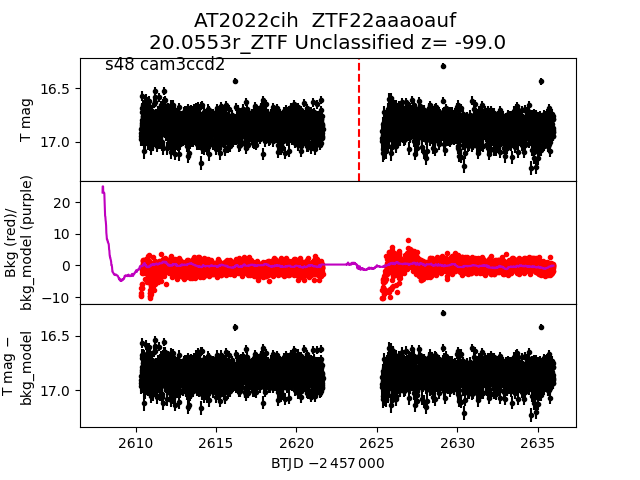 AT2022cih  ZTF22aaaoauf
20.0553r_ZTF Unclassified z= -99.0
s48 cam3ccd2
T mag
16.5
17.0
Bkg (red)/
bkg_model (purple)
20
10
0
−10
T mag −
bkg_model
16.5
17.0
2610
2615
2620
2625
2630
2635
BTJD −2 457 000